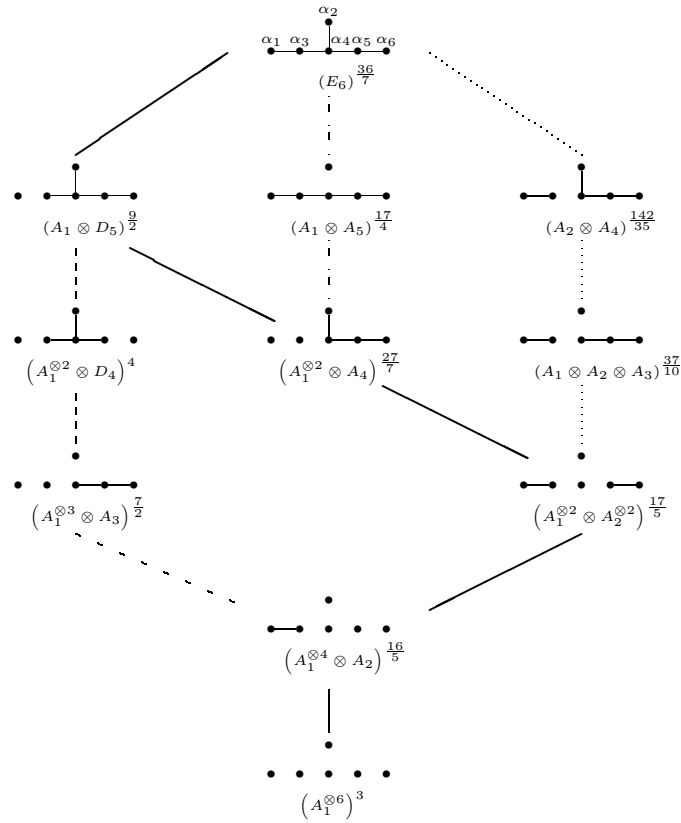 α₂
α₁ α₃ α₄ α₅ α₆
(E₆)^{36/7}
(A₁ ⊗ D₅)^{9/2} (A₁ ⊗ A₅)^{17/4} (A₂ ⊗ A₄)^{142/35}
(A₁^{⊗2} ⊗ D₄)^{4} (A₁^{⊗2} ⊗ A₄)^{27/7} (A₁ ⊗ A₂ ⊗ A₃)^{37/10}
(A₁^{⊗3} ⊗ A₃)^{7/2} (A₁^{⊗2} ⊗ A₂^{⊗2})^{17/5}
(A₁^{⊗4} ⊗ A₂)^{16/5}
(A₁^{⊗6})^{3}